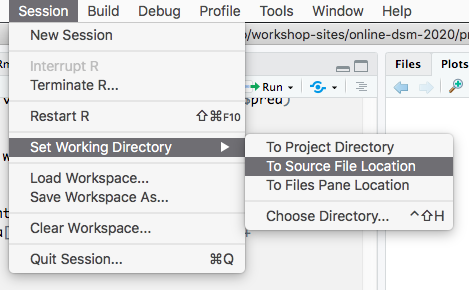 Session Build Debug Profile Tools Window
/workshop-sites/online-dsm-2020/pr
New Session
Interrupt R
Terminate R...
Restart R ⇧⌘F10
Set Working Directory ▶
Load Workspace...
Save Workspace As...
Clear Workspace...
Quit Session... ⌘Q
To Project Directory
To Source File Location
To Files Pane Location
Choose Directory... ^⇧H
Run
Files Plots